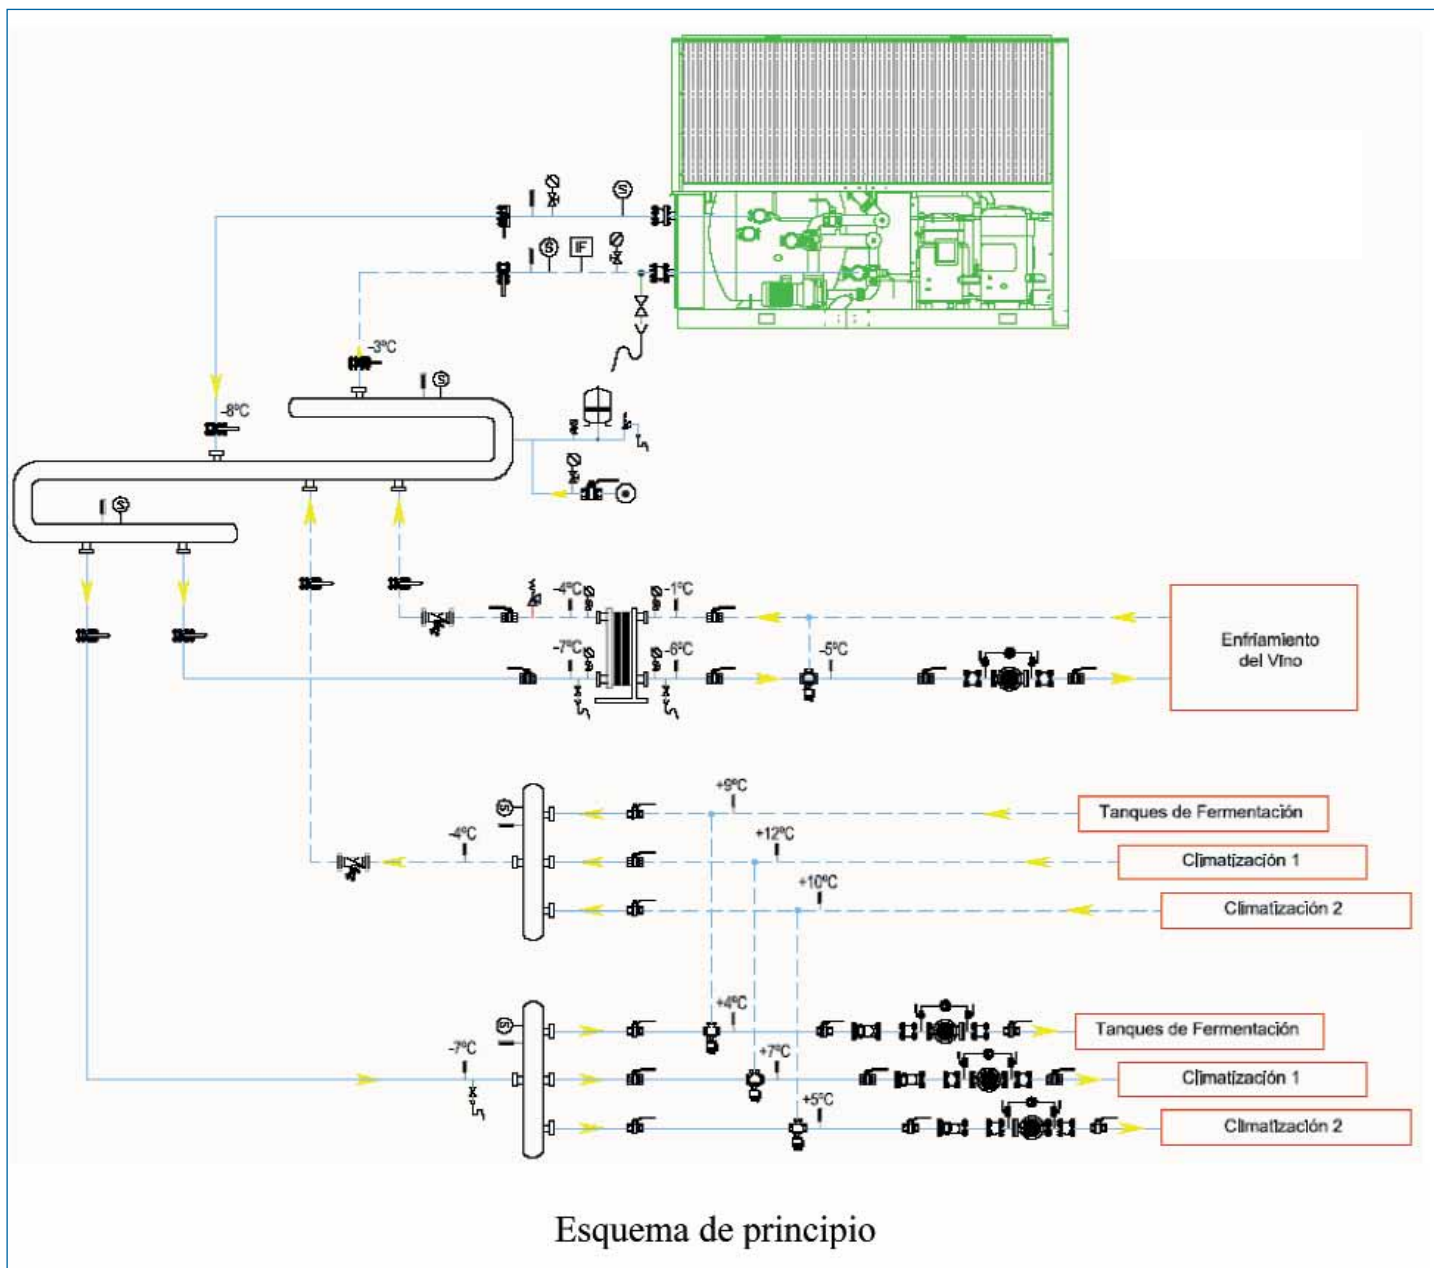 S
S
IF
-3ºC
S
-8ºC
S
-4ºC
-1ºC
-7ºC
-6ºC
-5ºC
Enfriamiento
del Vino
+9ºC
S
Tanques de Fermentación
-4ºC
+12ºC
Climatización 1
+10ºC
Climatización 2
+4ºC
S
Tanques de Fermentación
-7ºC
+7ºC
Climatización 1
+5ºC
Climatización 2
Esquema de principio